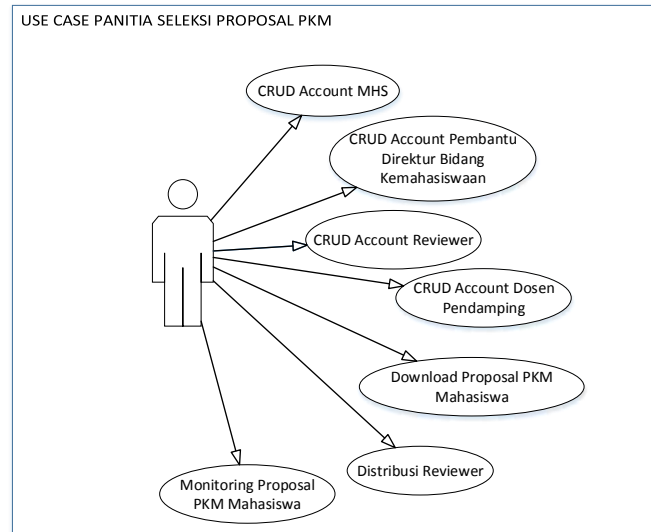 USE CASE PANITIA SELEKSI PROPOSAL PKM
CRUD Account MHS
CRUD Account Pembantu
Direktur Bidang
Kemahasiswaan
CRUD Account Reviewer
CRUD Account Dosen
Pendamping
Download Proposal PKM
Mahasiswa
Distribusi Reviewer
Monitoring Proposal
PKM Mahasiswa